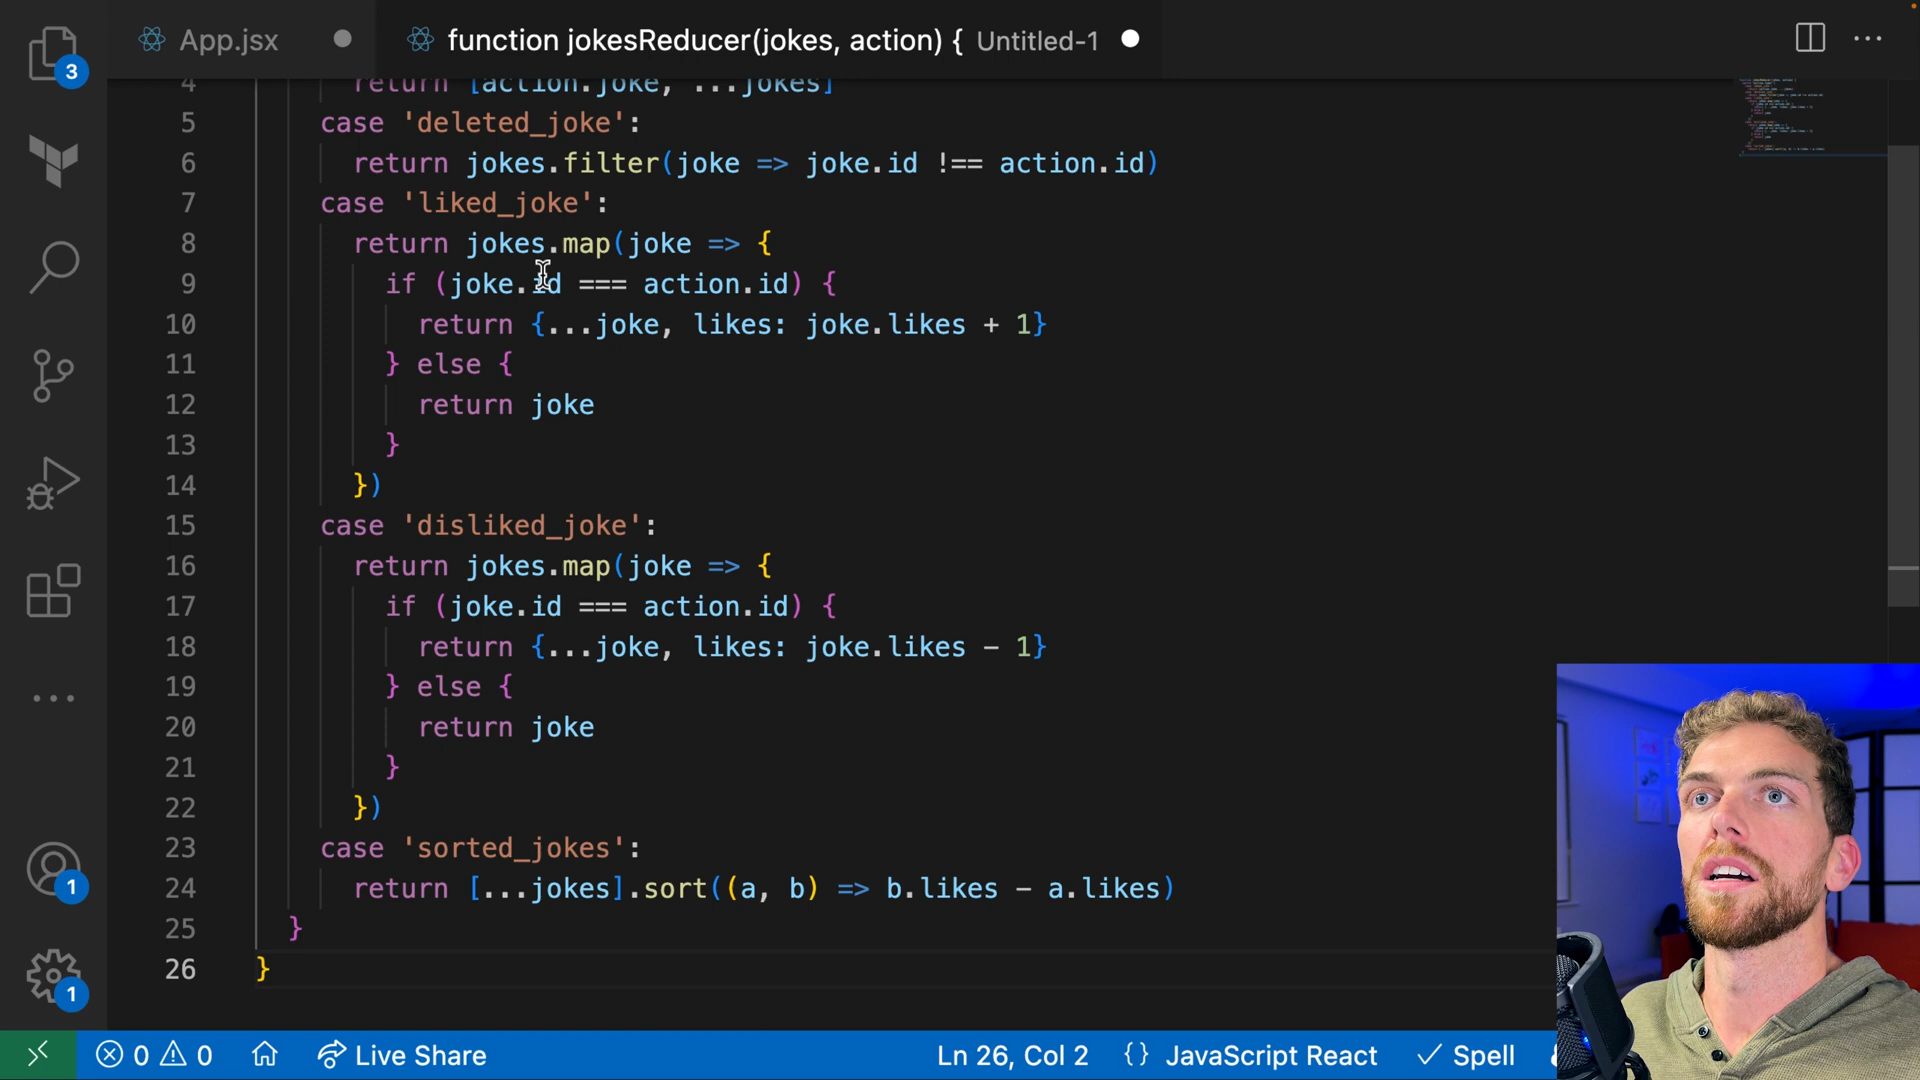 3
App.jsx
function jokesReducer(jokes, action) { Untitled-1
4 return [action.joke, ...jokes]
5 case 'deleted_joke':
6 return jokes.filter(joke => joke.id !== action.id)
7 case 'liked_joke':
8 return jokes.map(joke => {
9 if (joke.id === action.id) {
10 return {...joke, likes: joke.likes + 1}
11 } else {
12 return joke
13 }
14 })
15 case 'disliked_joke':
16 return jokes.map(joke => {
17 if (joke.id === action.id) {
18 return {...joke, likes: joke.likes - 1}
19 } else {
20 return joke
21 }
22 })
23 case 'sorted_jokes':
24 return [...jokes].sort((a, b) => b.likes - a.likes)
25 }
26 }
1
1
0 0 Live Share Ln 26, Col 2 {} JavaScript React Spell